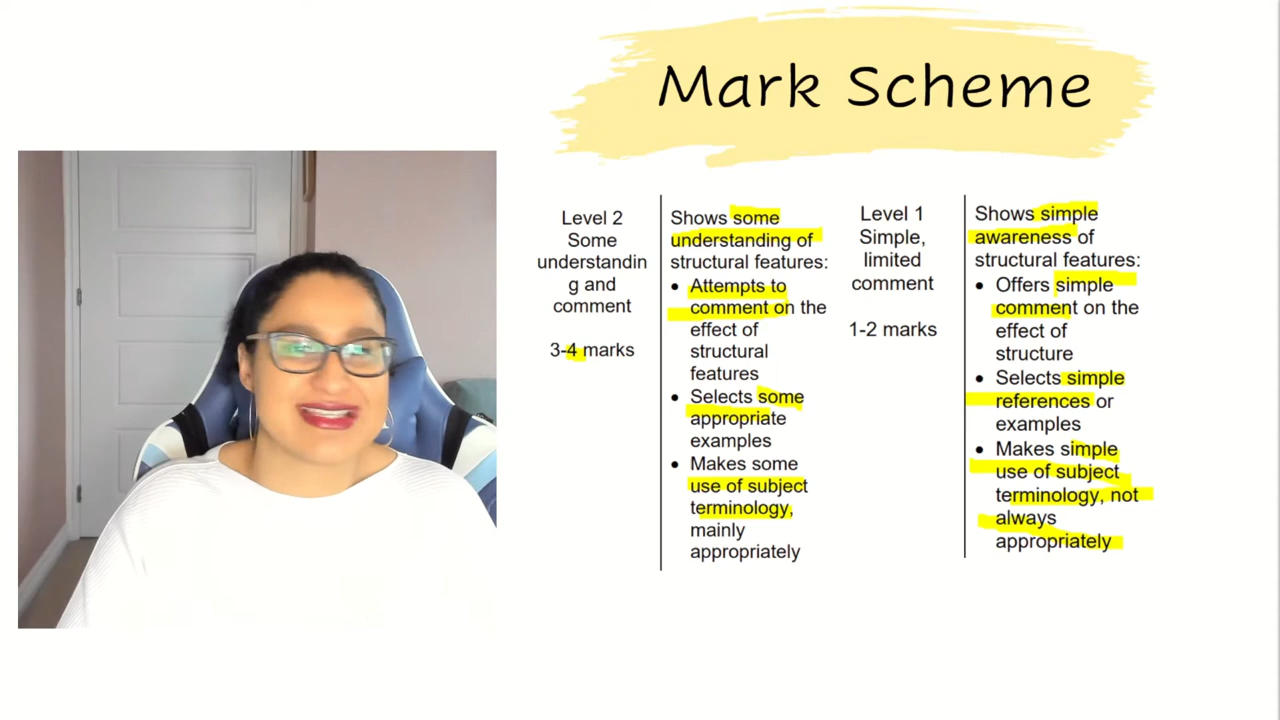 Mark Scheme
Level 2
Some
understandin
g and
comment
3-4 marks
Shows some
understanding of
structural features:
• Attempts to
comment on the
effect of
structural
features
• Selects some
appropriate
examples
• Makes some
use of subject
terminology,
mainly
appropriately
Level 1
Simple,
limited
comment
1-2 marks
Shows simple
awareness of
structural features:
• Offers simple
comment on the
effect of
structure
• Selects simple
references or
examples
• Makes simple
use of subject
terminology, not
always
appropriately